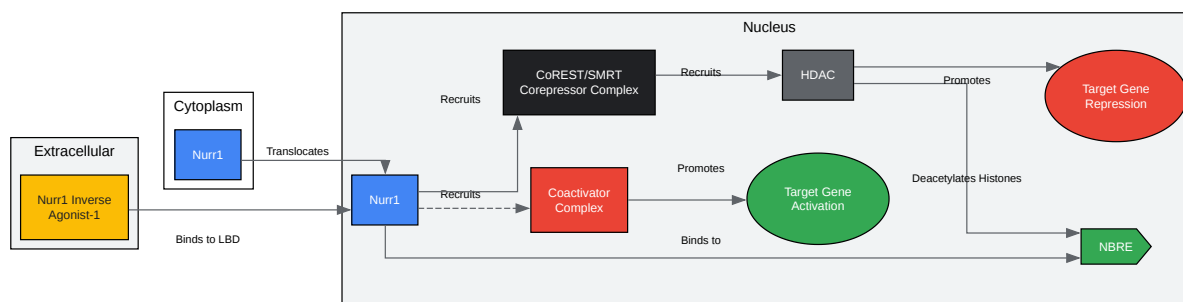 Nucleus
CoREST/SMRT
Corepressor Complex
Recruits
HDAC
Promotes
Target Gene
Repression
Recruits
Cytoplasm
Nurr1
Extracellular
Translocates
Nurr1 Inverse
Agonist-1
Nurr1
Recruits
Coactivator
Complex
Promotes
Target Gene
Activation
Deacetylates Histones
Binds to LBD
Binds to
NBRE